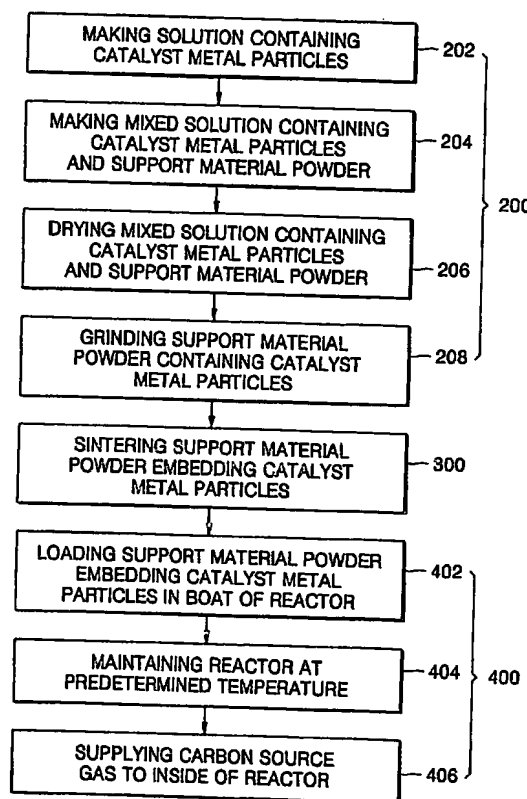 MAKING SOLUTION CONTAINING
CATALYST METAL PARTICLES
202
MAKING MIXED SOLUTION CONTAINING
CATALYST METAL PARTICLES
AND SUPPORT MATERIAL POWDER
204
200
DRYING MIXED SOLUTION CONTAINING
CATALYST METAL PARTICLES
AND SUPPORT MATERIAL POWDER
206
GRINDING SUPPORT MATERIAL
POWDER CONTAINING CATALYST
METAL PARTICLES
208
SINTERING SUPPORT MATERIAL
POWDER EMBEDDING CATALYST
METAL PARTICLES
300
LOADING SUPPORT MATERIAL POWDER
EMBEDDING CATALYST METAL
PARTICLES IN BOAT OF REACTOR
402
MAINTAINING REACTOR AT
PREDETERMINED TEMPERATURE
404
400
SUPPLYING CARBON SOURCE
GAS TO INSIDE OF REACTOR
406